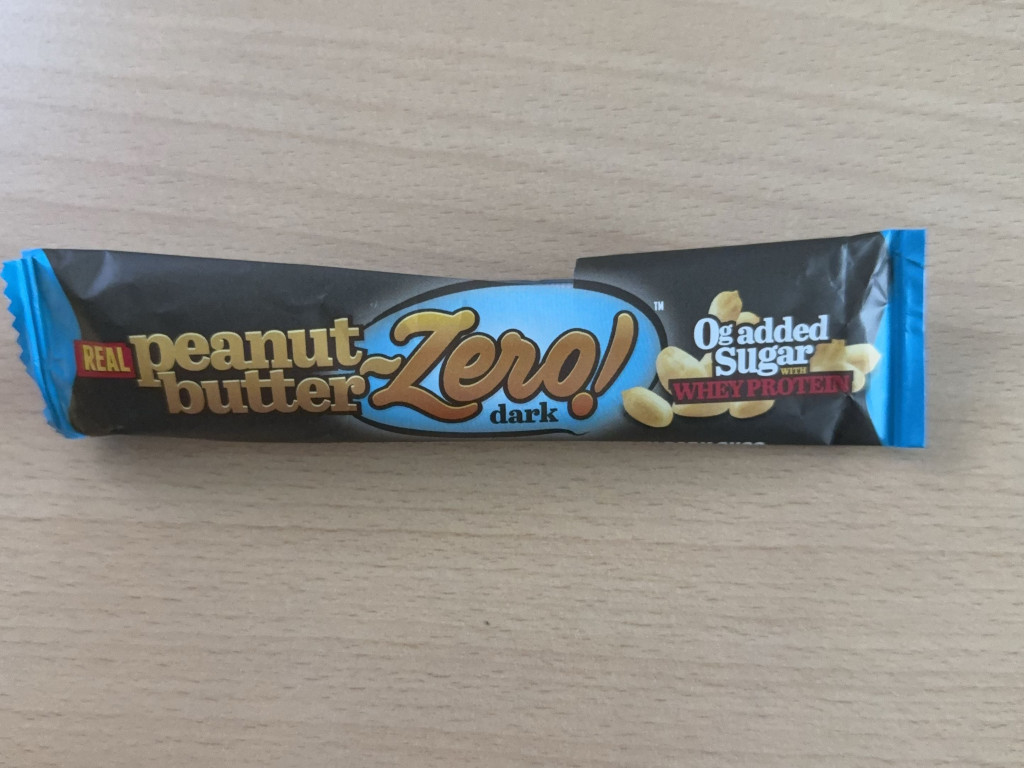 REAL
peanut
butter~
Zero!
dark
TM
0g added
Sugar
WITH
WHEY PROTEIN